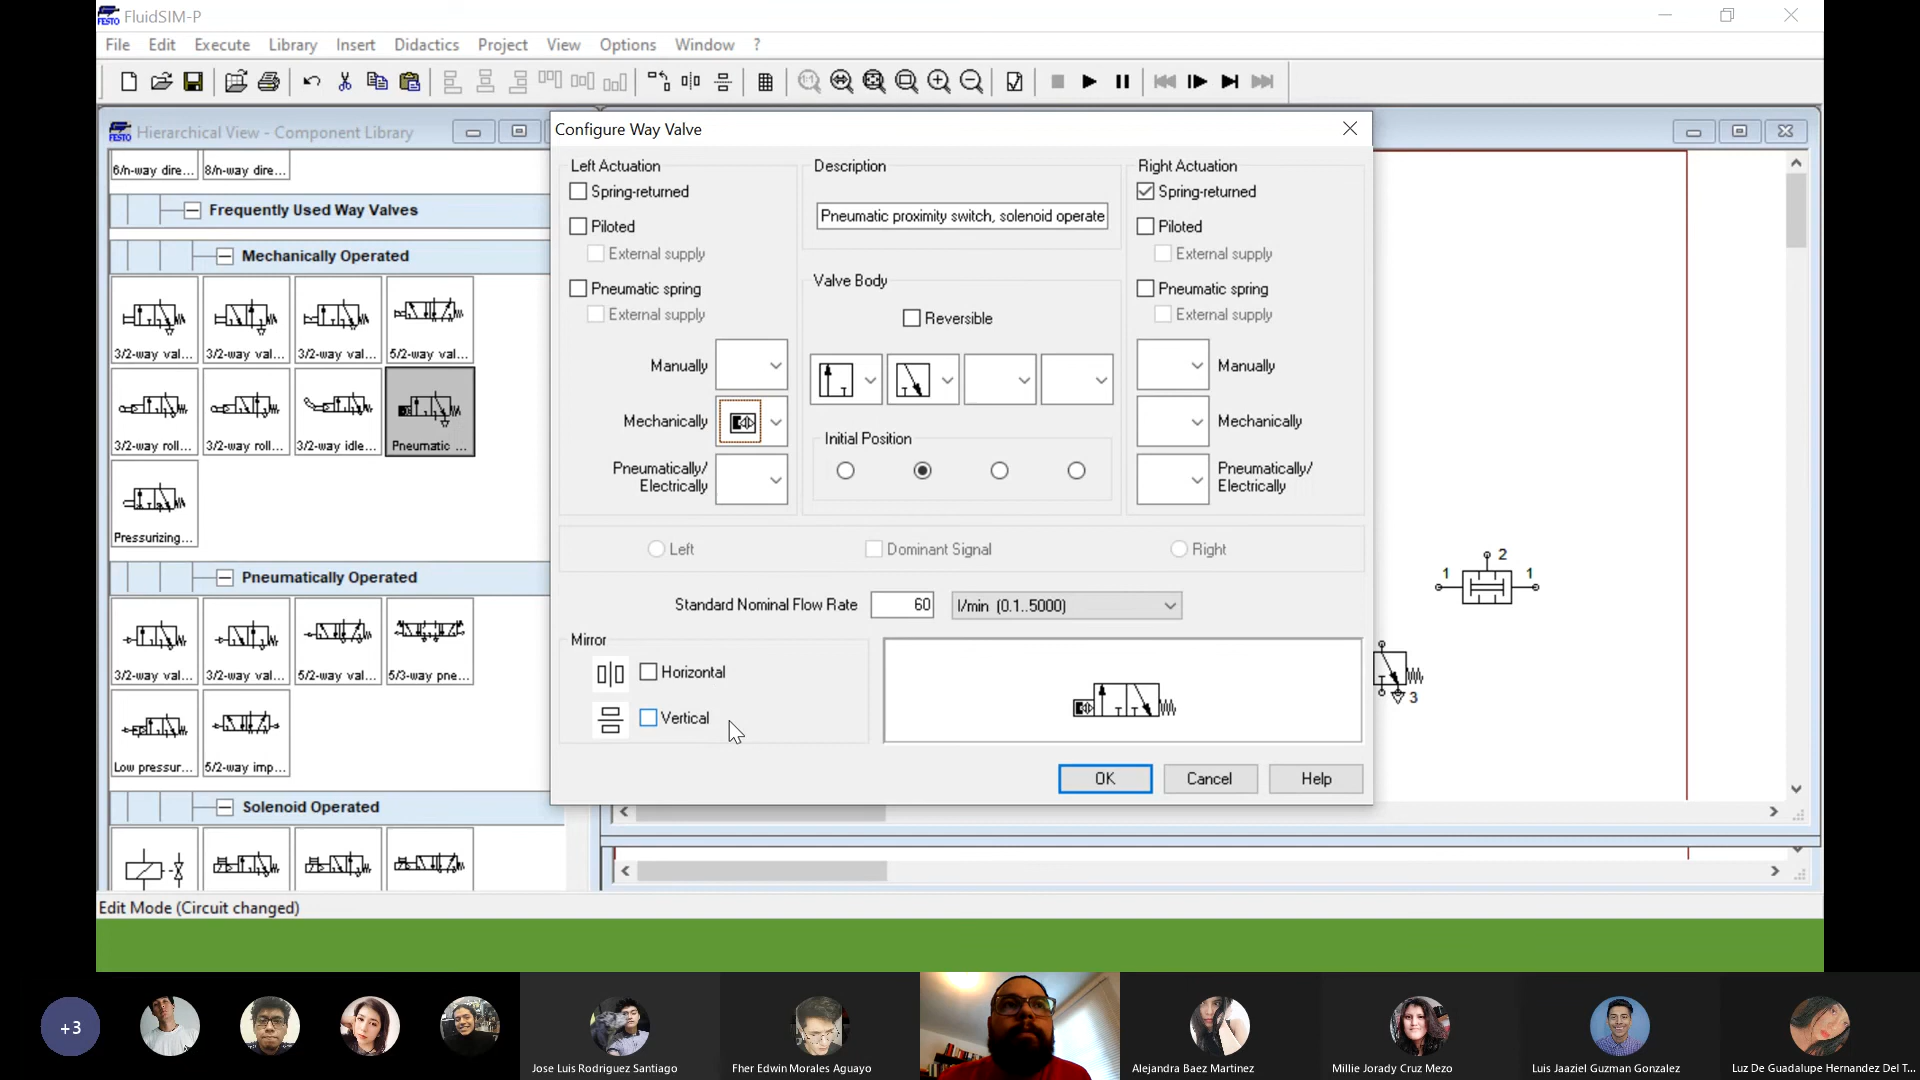 FESTO FluidSIM-P
File Edit Execute Library Insert Didactics Project View Options Window ?
1:1
FESTO Hierarchical View - Component Library
Configure Way Valve
6/n-way dire... 8/n-way dire...
Frequently Used Way Valves
Mechanically Operated
3/2-way val... 3/2-way val... 3/2-way val... 5/2-way val...
3/2-way roll... 3/2-way roll... 3/2-way idle... Pneumatic ...
Pressurizing...
Pneumatically Operated
3/2-way val... 3/2-way val... 5/2-way val... 5/3-way pne...
Low pressur... 5/2-way imp...
Solenoid Operated
Left Actuation
Spring-returned
Piloted
External supply
Pneumatic spring
External supply
Manually
Mechanically
Pneumatically/
Electrically
Description
Pneumatic proximity switch, solenoid operate
Valve Body
Reversible
Initial Position
Right Actuation
Spring-returned
Piloted
External supply
Pneumatic spring
External supply
Manually
Mechanically
Pneumatically/
Electrically
Left Dominant Signal Right
Standard Nominal Flow Rate 60 l/min (0.1..5000)
Mirror
Horizontal
Vertical
OK Cancel Help
2
1 1
3
Edit Mode (Circuit changed)
+3
Jose Luis Rodriguez Santiago
Fher Edwin Morales Aguayo
Alejandra Baez Martinez
Millie Jorady Cruz Mezo
Luis Jaaziel Guzman Gonzalez
Luz De Guadalupe Hernandez Del T...